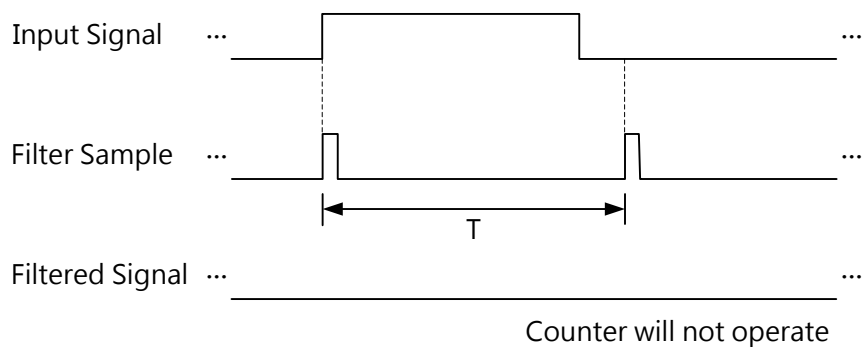 Input Signal ... ...
Filter Sample ... ...
T
Filtered Signal ... ...
Counter will not operate